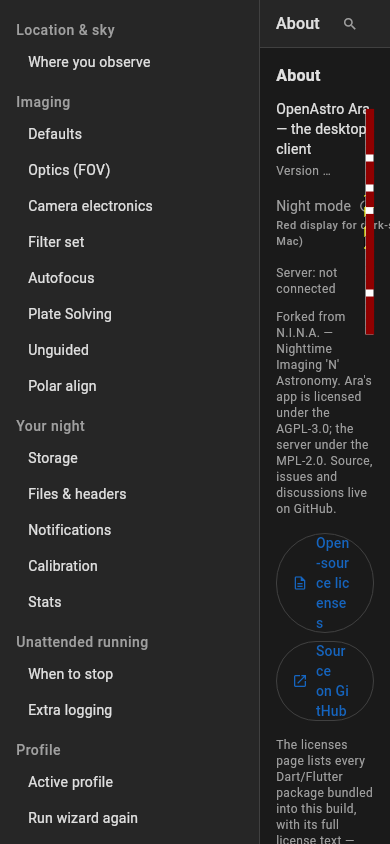 Location & sky
Where you observe
Imaging
Defaults
Optics (FOV)
Camera electronics
Filter set
Autofocus
Plate Solving
Unguided
Polar align
Your night
Storage
Files & headers
Notifications
Calibration
Stats
Unattended running
When to stop
Extra logging
Profile
Active profile
Run wizard again
About
About
OpenAstro Ara
— the desktop
client
Version …
Night mode
Red display for dark-s
Mac)
Server: not
connected
Forked from
N.I.N.A. —
Nighttime
Imaging 'N'
Astronomy. Ara's
app is licensed
under the
AGPL-3.0; the
server under the
MPL-2.0. Source,
issues and
discussions live
on GitHub.
Open
-sour
ce lic
ense
s
Sour
ce
on Gi
tHub
The licenses
page lists every
Dart/Flutter
package bundled
into this build,
with its full
license text —